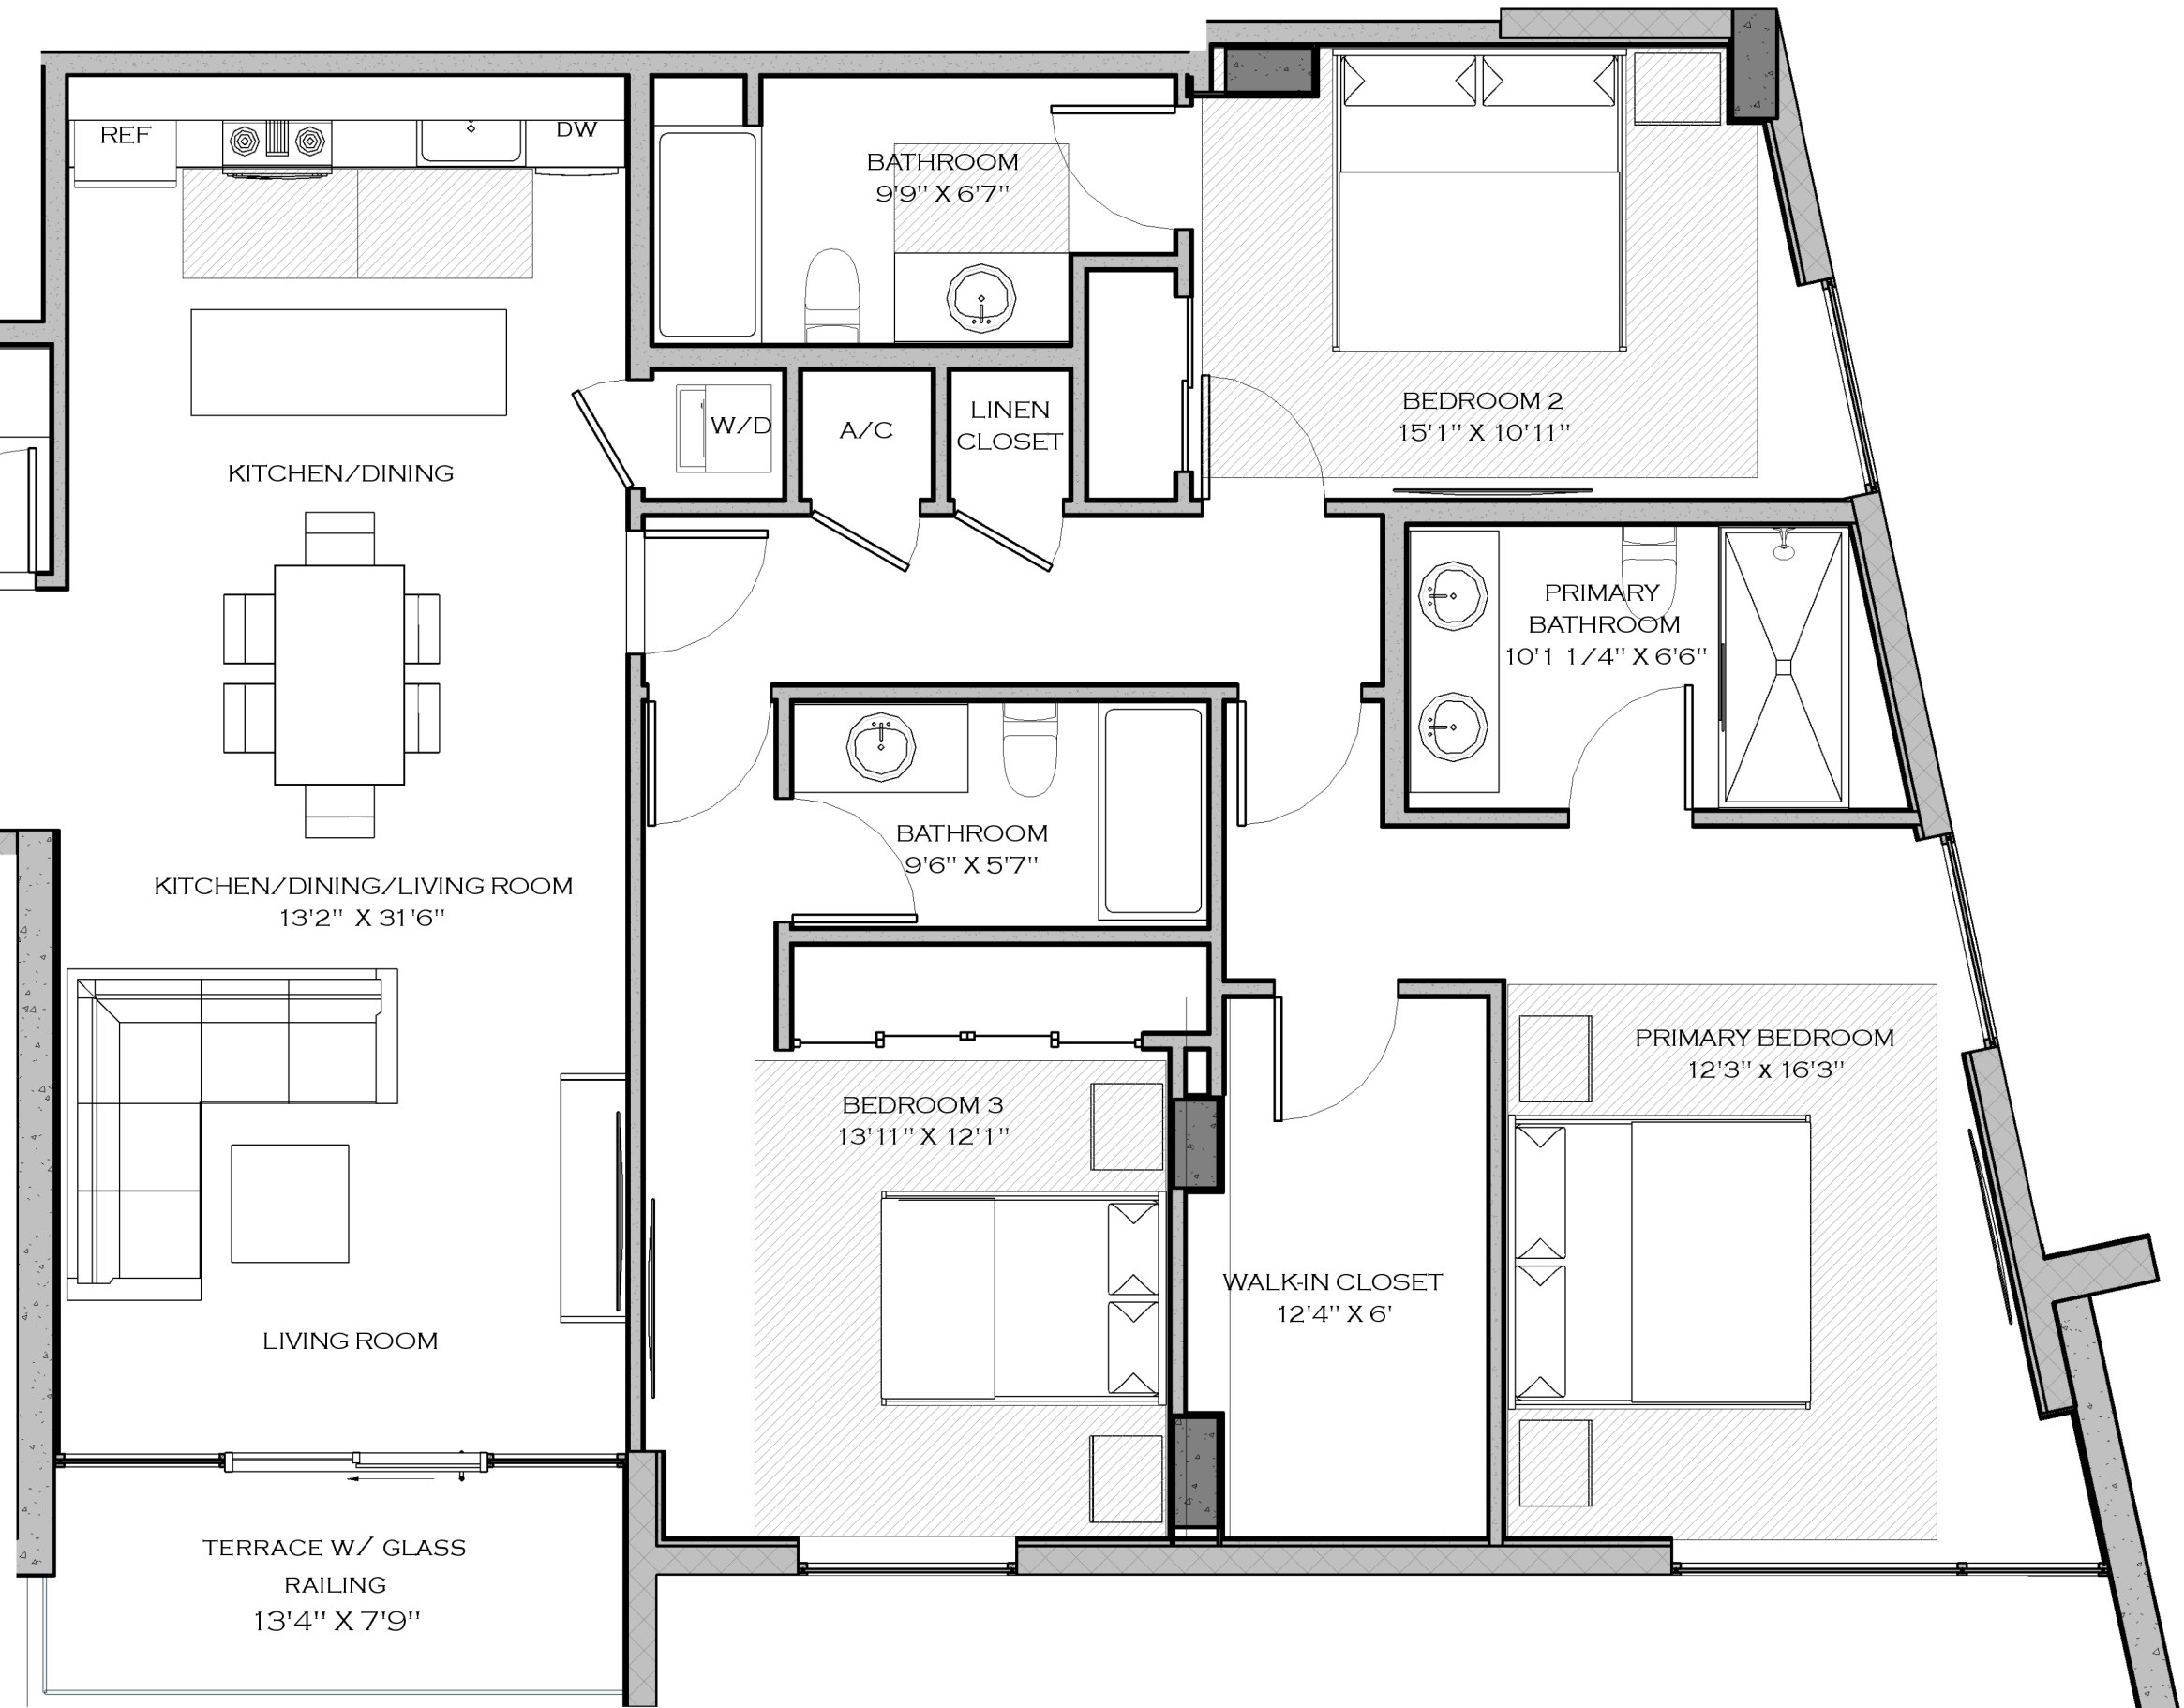 REF
DW
BATHROOM
9'9" X 6'7"
W/D
A/C
LINEN
CLOSET
BEDROOM 2
15'1" X 10'11"
KITCHEN/DINING
PRIMARY
BATHROOM
10'1 1/4" X 6'6"
BATHROOM
9'6" X 5'7"
KITCHEN/DINING/LIVING ROOM
13'2" X 31'6"
PRIMARY BEDROOM
12'3" x 16'3"
BEDROOM 3
13'11" X 12'1"
WALK-IN CLOSET
12'4" X 6'
LIVING ROOM
TERRACE W/ GLASS
RAILING
13'4" X 7'9"